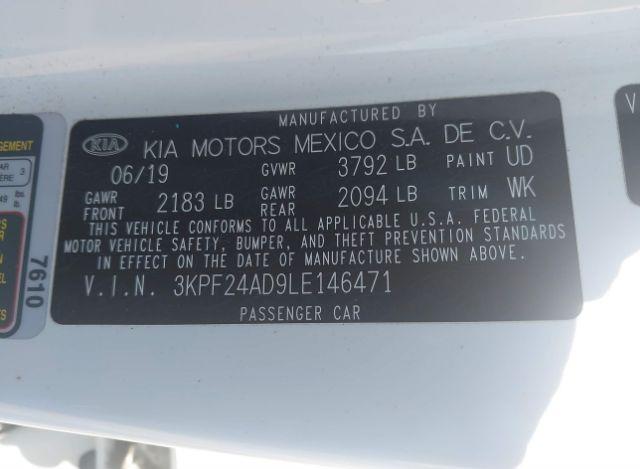 MANUFACTURED BY
KIA KIA MOTORS MEXICO S.A. DE C.V.
06/19 GVWR 3792 LB PAINT UD
GAWR FRONT 2183 LB GAWR REAR 2094 LB TRIM WK
THIS VEHICLE CONFORMS TO ALL APPLICABLE U.S.A. FEDERAL
MOTOR VEHICLE SAFETY, BUMPER, AND THEFT PREVENTION STANDARDS
IN EFFECT ON THE DATE OF MANUFACTURE SHOWN ABOVE.
V.I.N. 3KPF24AD9LE146471
PASSENGER CAR
7610